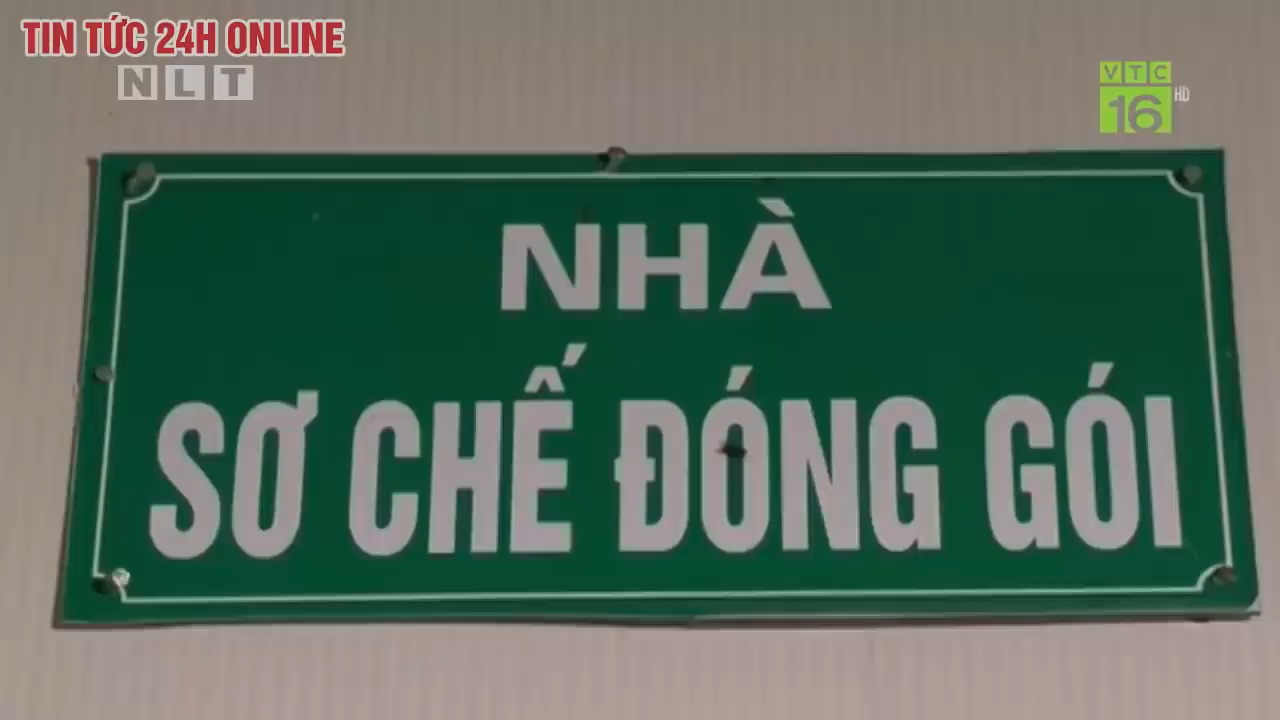 TIN TỨC 24H ONLINE
NLT
VTC
16 HD
NHÀ
SƠ CHẾ ĐÓNG GÓI